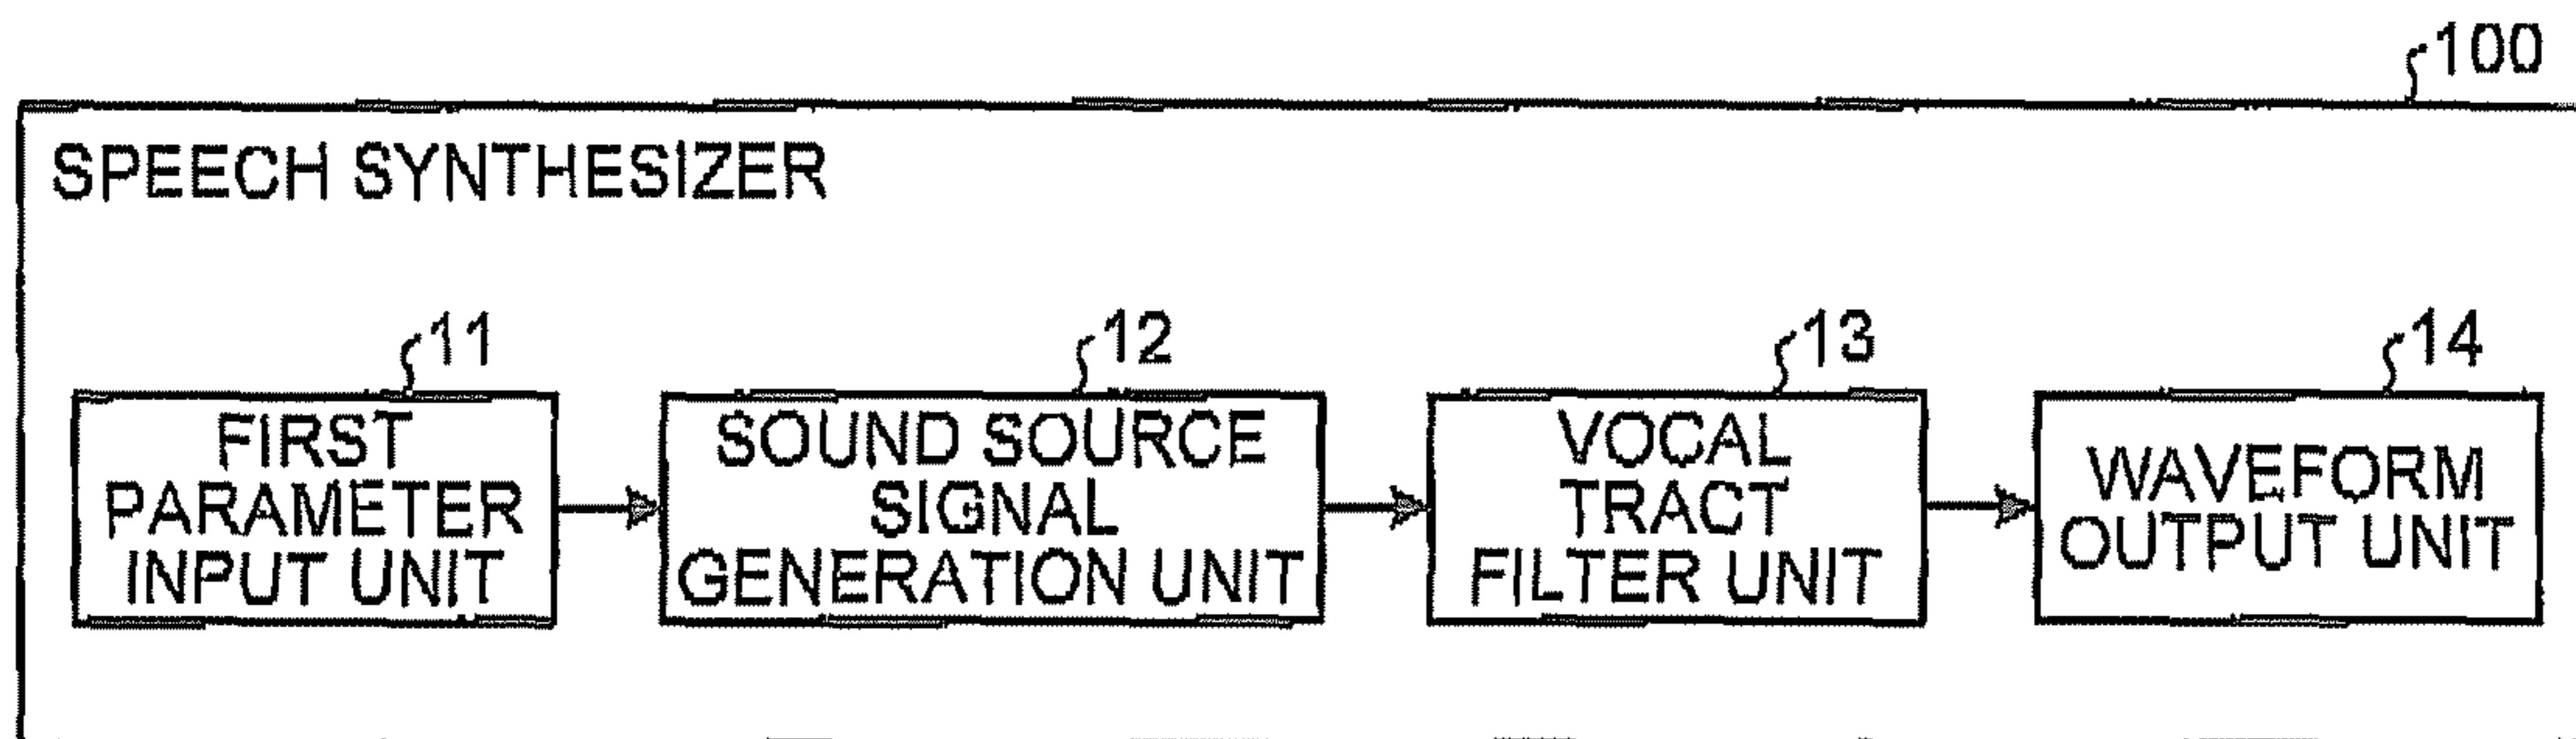 100
SPEECH SYNTHESIZER
11
12
13
14
FIRST
PARAMETER
INPUT UNIT
SOUND SOURCE
SIGNAL
GENERATION UNIT
VOCAL
TRACT
FILTER UNIT
WAVEFORM
OUTPUT UNIT